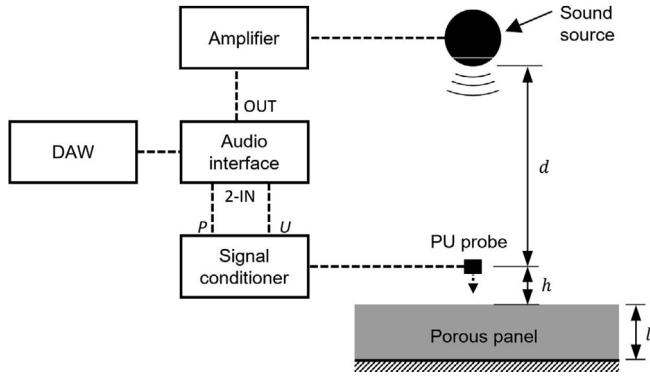 Amplifier
Sound
source
OUT
DAW
Audio
interface
d
2-IN
P
U
PU probe
Signal
conditioner
h
Porous panel
l